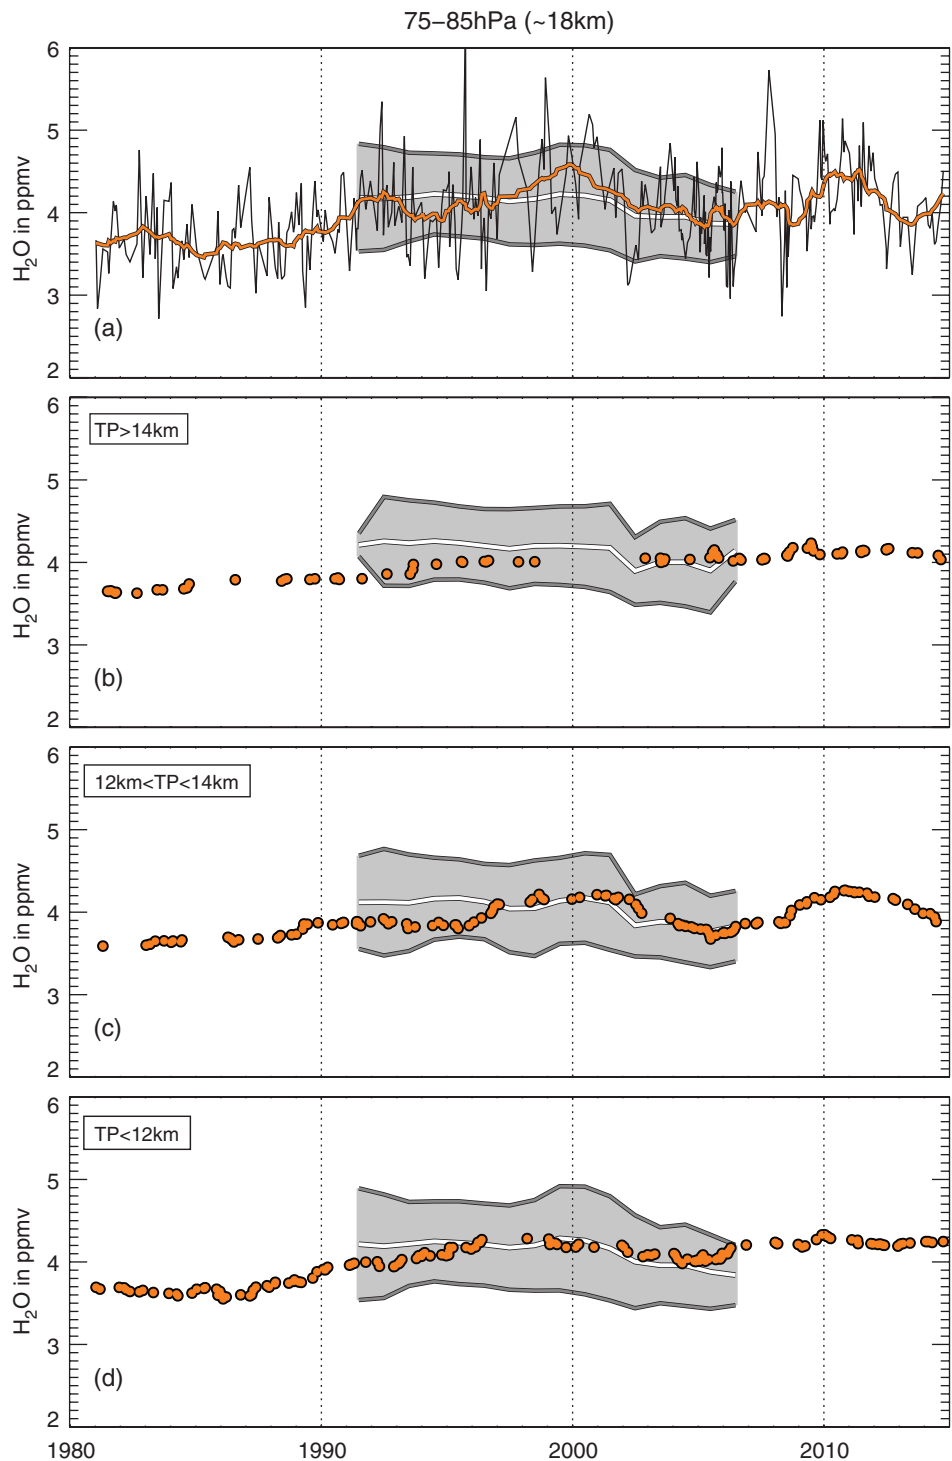 75–85hPa (~18km)
6
5
4
3
2
H₂O in ppmv
(a)
6
5
4
3
2
H₂O in ppmv
TP>14km
(b)
6
5
4
3
2
H₂O in ppmv
12km<TP<14km
(c)
6
5
4
3
2
H₂O in ppmv
TP<12km
(d)
1980 1990 2000 2010